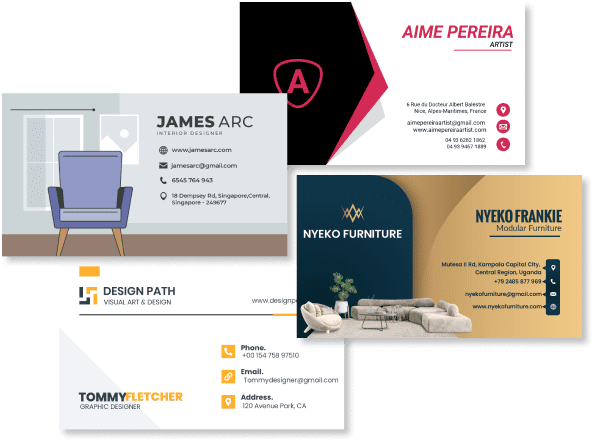 AIME PEREIRA
ARTIST
A
6 Rue du Docteur Albert Balestre
Nice, Alpes-Maritimes, France
aimepereiraartist@gmail.com
www.aimepereiraartist.com
04 93 6282 1862
04 93 9467 1889
JAMES ARC
INTERIOR DESIGNER
www.jamesarc.com
jamesarc@gmail.com
6545 764 943
18 Dempsey Rd, Singapore,Central,
Singapore - 249677
NYEKO FURNITURE
NYEKO FRANKIE
Modular Furniture
Mutesa II Rd, Kampala Capital City,
Central Region, Uganda
+79 2485 877 969
nyekofurniture@gmail.com
www.nyekofurniture.com
DESIGN PATH
VISUAL ART & DESIGN
www.designp
TOMMYFLETCHER
GRAPHIC DESIGNER
Phone.
+00 154 758 97510
Email.
Tommydesigner@gmail.com
Address.
120 Avenue Park, CA